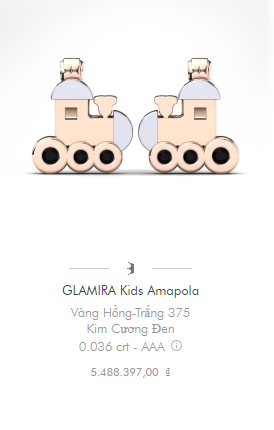 GLAMIRA Kids Amapola
Vàng Hồng-Trắng 375
Kim Cương Đen
0.036 crt - AAA
5.488.397,00 ₫